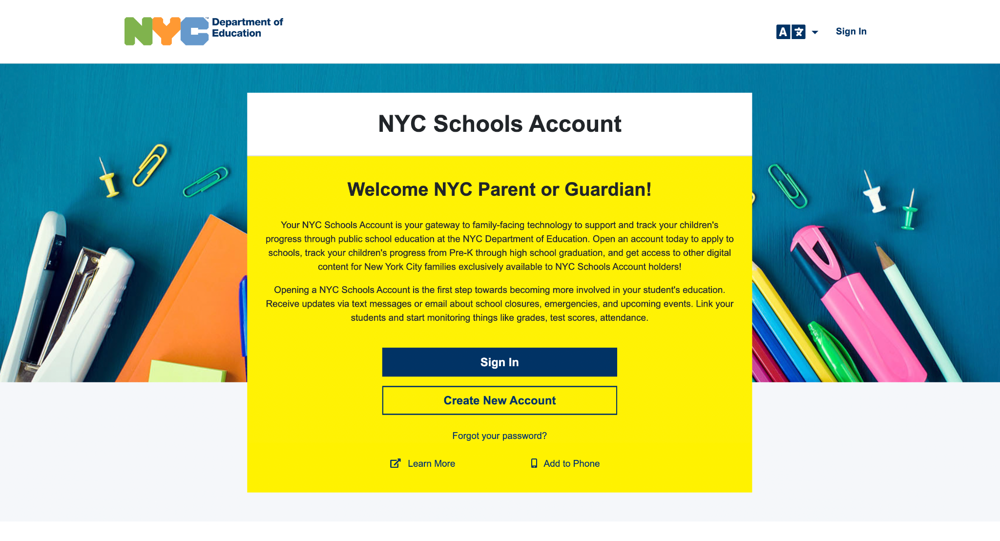 NYC™ Department of
Education
A 文
Sign In
NYC Schools Account
Welcome NYC Parent or Guardian!
Your NYC Schools Account is your gateway to family-facing technology to support and track your children's
progress through public school education at the NYC Department of Education. Open an account today to apply to
schools, track your children's progress from Pre-K through high school graduation, and get access to other digital
content for New York City families exclusively available to NYC Schools Account holders!
Opening a NYC Schools Account is the first step towards becoming more involved in your student's education.
Receive updates via text messages or email about school closures, emergencies, and upcoming events. Link your
students and start monitoring things like grades, test scores, attendance.
Sign In
Create New Account
Forgot your password?
Learn More
Add to Phone